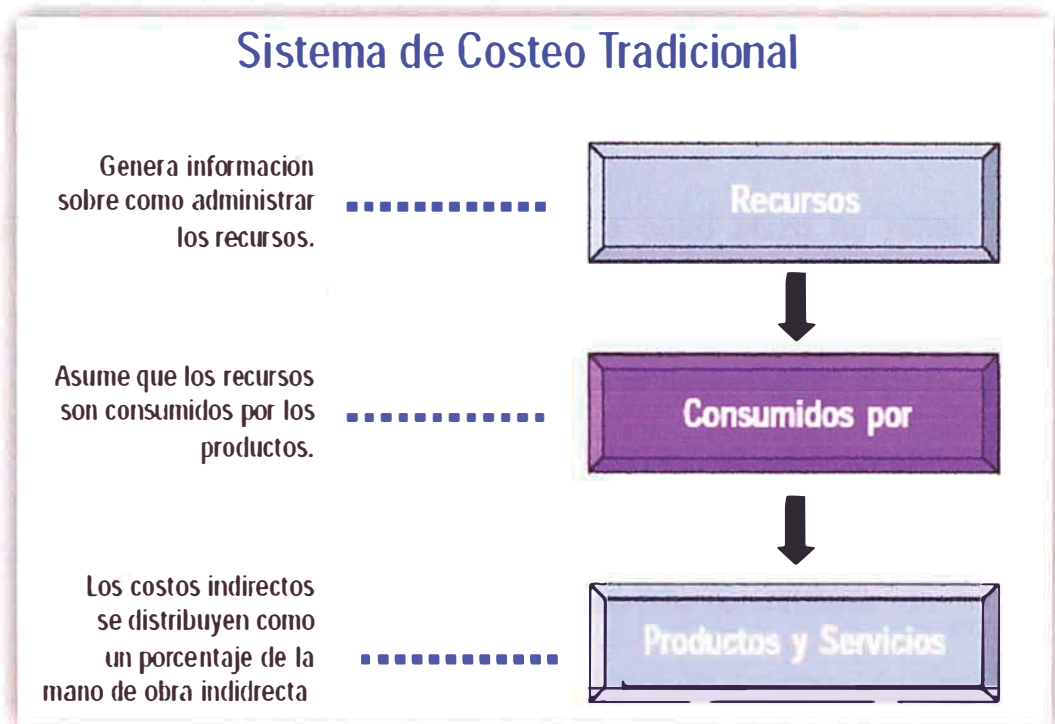 Sistema de Costeo Tradicional
Genera informacion
sobre como administrar
los recursos.
Recursos
Asume que los recursos
son consumidos por los
productos.
Consumidos por
Los costos indirectos
se distribuyen como
un porcentaje de la
mano de obra indidrecta
Productos y Servicios